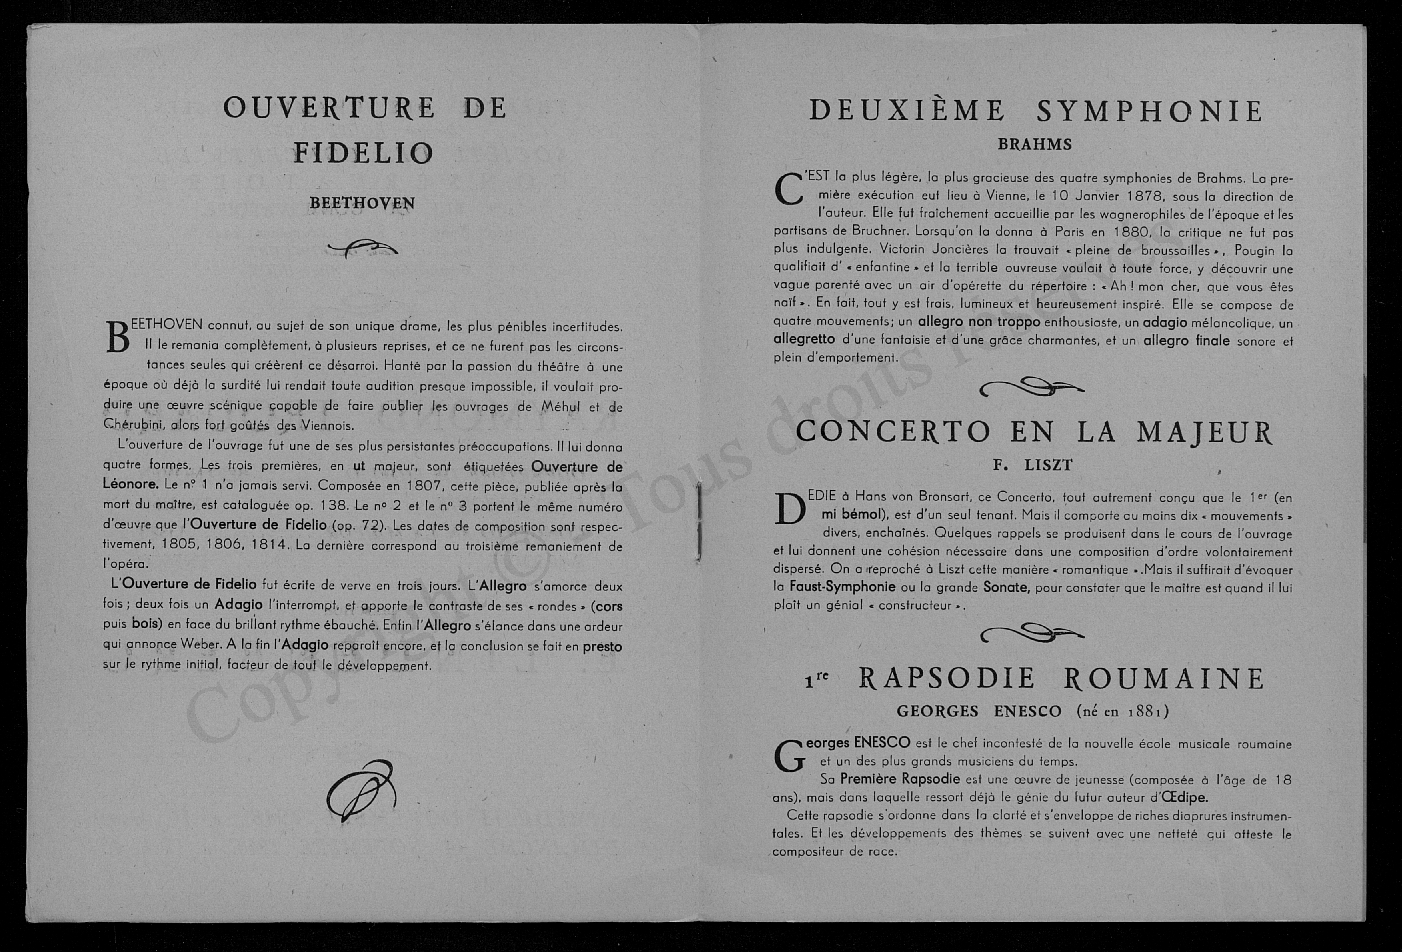 OUVERTURE DE
FIDELIO
BEETHOVEN
BEETHOVEN connut, au sujet de son unique drame, les plus pénibles incertitudes.
Il le remania complètement, à plusieurs reprises, et ce ne furent pas les circons-
tances seules qui créèrent ce désarroi. Hanté par la passion du théâtre à une
époque où déjà la surdité lui rendait toute audition presque impossible, il voulait pro-
duire une œuvre scénique capable de faire oublier les ouvrages de Méhul et de
Chérubini, alors fort goûtés des Viennois.
L'ouverture de l'ouvrage fut une de ses plus persistantes préoccupations. Il lui donna
quatre formes. Les trois premières, en ut majeur, sont étiquetées Ouverture de
Léonore. Le n° 1 n'a jamais servi. Composée en 1807, cette pièce, publiée après la
mort du maître, est cataloguée op. 138. Le n° 2 et le n° 3 portent le même numéro
d'œuvre que l'Ouverture de Fidelio (op. 72). Les dates de composition sont respec-
tivement, 1805, 1806, 1814. La dernière correspond au troisième remaniement de
l'opéra.
L'Ouverture de Fidelio fut écrite de verve en trois jours. L'Allegro s'amorce deux
fois ; deux fois un Adagio l'interrompt, et apporte le contraste de ses « rondes » (cors
puis bois) en face du brillant rythme ébauché. Enfin l'Allegro s'élance dans une ardeur
qui annonce Weber. A la fin l'Adagio reparaît encore, et la conclusion se fait en presto
sur le rythme initial, facteur de tout le développement.
DEUXIÈME SYMPHONIE
BRAHMS
C'EST la plus légère, la plus gracieuse des quatre symphonies de Brahms. La pre-
mière exécution eut lieu à Vienne, le 10 Janvier 1878, sous la direction de
l'auteur. Elle fut fraîchement accueillie par les wagnerophiles de l'époque et les
partisans de Bruchner. Lorsqu'on la donna à Paris en 1880, la critique ne fut pas
plus indulgente. Victorin Joncières la trouvait « pleine de broussailles », Pougin la
qualifiait d' « enfantine » et la terrible ouvreuse voulait à toute force, y découvrir une
vague parenté avec un air d'opérette du répertoire : « Ah ! mon cher, que vous êtes
naïf ». En fait, tout y est frais, lumineux et heureusement inspiré. Elle se compose de
quatre mouvements; un allegro non troppo enthousiaste, un adagio mélancolique, un
allegretto d'une fantaisie et d'une grâce charmantes, et un allegro finale sonore et
plein d'emportement.
CONCERTO EN LA MAJEUR
F. LISZT
DEDIE à Hans von Bronsart, ce Concerto, tout autrement conçu que le 1er (en
mi bémol), est d'un seul tenant. Mais il comporte au moins dix « mouvements »
divers, enchaînés. Quelques rappels se produisent dans le cours de l'ouvrage
et lui donnent une cohésion nécessaire dans une composition d'ordre volontairement
dispersé. On a reproché à Liszt cette manière « romantique ». Mais il suffirait d'évoquer
la Faust-Symphonie ou la grande Sonate, pour constater que le maître est quand il lui
plaît un génial « constructeur ».
1re RAPSODIE ROUMAINE
GEORGES ENESCO (né en 1881)
Georges ENESCO est le chef incontesté de la nouvelle école musicale roumaine
et un des plus grands musiciens du temps.
Sa Première Rapsodie est une œuvre de jeunesse (composée à l'âge de 18
ans), mais dans laquelle ressort déjà le génie du futur auteur d'Œdipe.
Cette rapsodie s'ordonne dans la clarté et s'enveloppe de riches diaprures instrumen-
tales. Et les développements des thèmes se suivent avec une netteté qui atteste le
compositeur de race.
Copyright © - Tous droits réservés